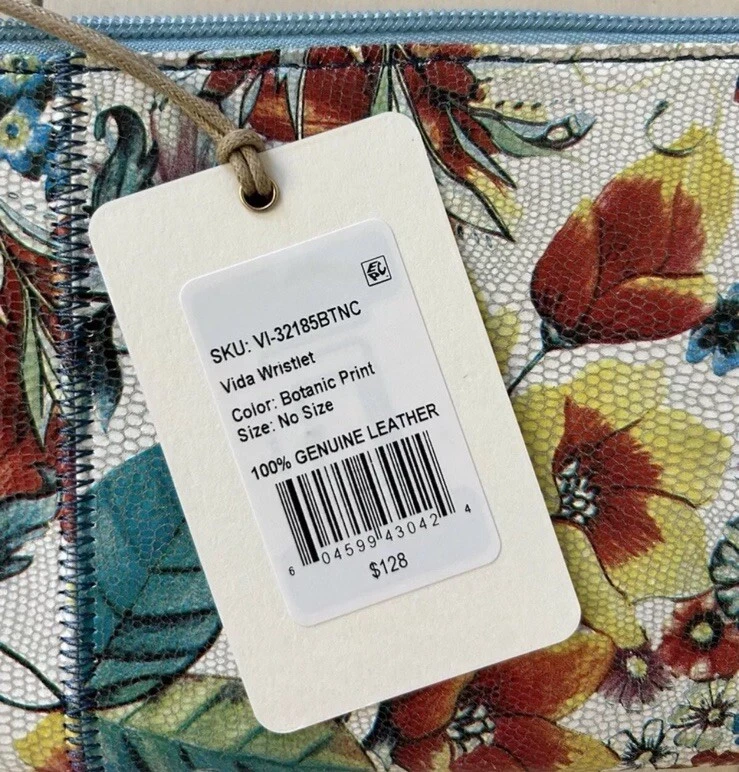 SKU: VI-32185BTNC
Vida Wristlet
Color: Botanic Print
Size: No Size
100% GENUINE LEATHER
6 04599 43042 4
$128